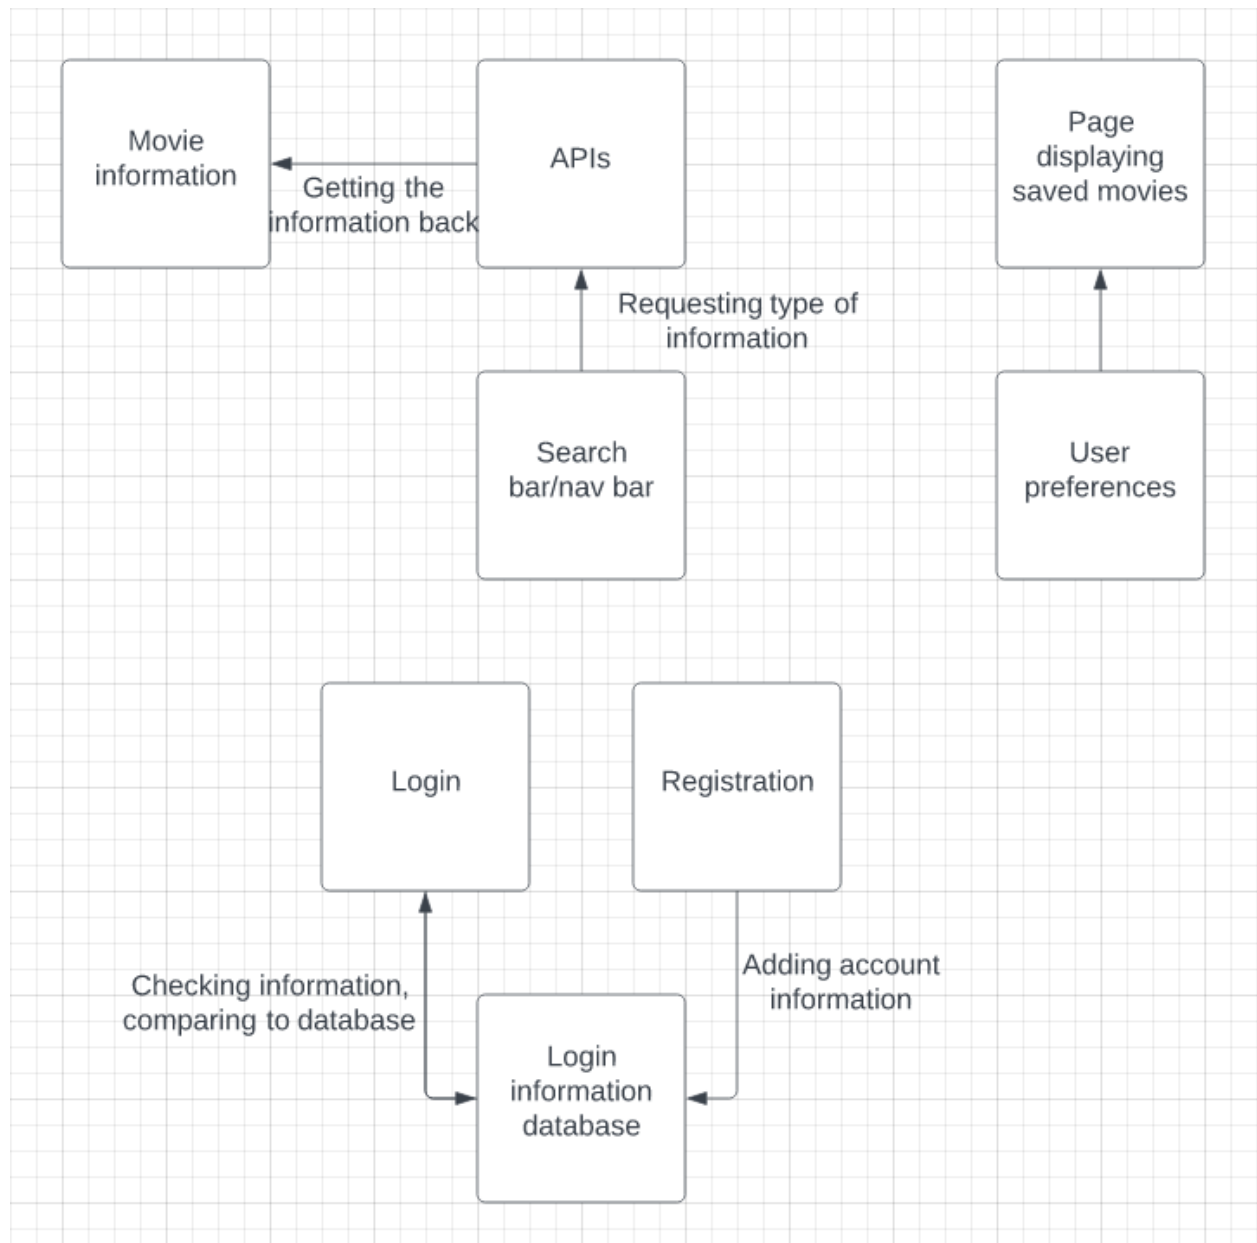 Movie
information
Getting the
information back
APIs
Page
displaying
saved movies
Requesting type of
information
Search
bar/nav bar
User
preferences
Login
Registration
Checking information,
comparing to database
Adding account
information
Login
information
database